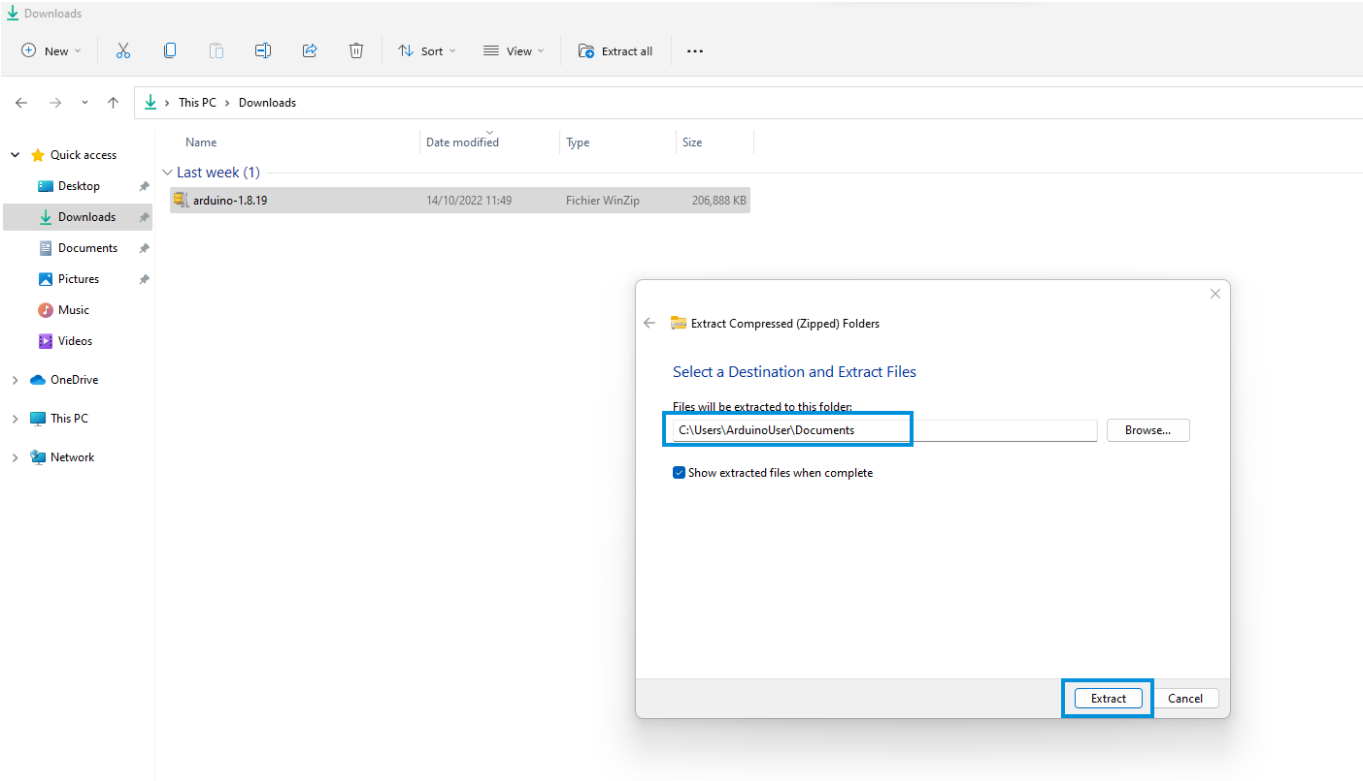 Downloads
New Sort View Extract all
This PC Downloads
Name Date modified Type Size
Quick access
Last week (1)
Desktop
arduino-1.8.19 14/10/2022 11:49 Fichier WinZip 206,888 KB
Downloads
Documents
Pictures
Music
Videos
OneDrive
This PC
Network
Extract Compressed (Zipped) Folders
Select a Destination and Extract Files
Files will be extracted to this folder:
C:\Users\ArduinoUser\Documents Browse...
Show extracted files when complete
Extract Cancel